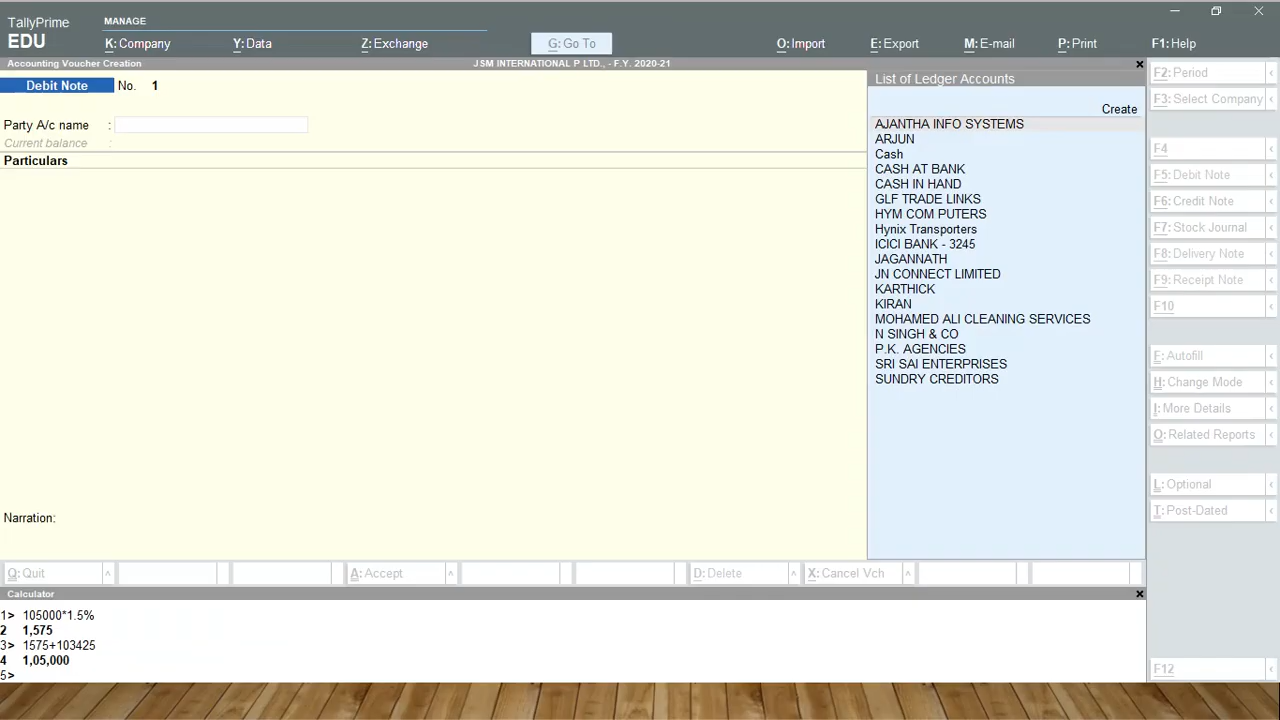 TallyPrime
EDU
MANAGE
K: Company
Y: Data
Z: Exchange
G: Go To
O: Import
E: Export
M: E-mail
P: Print
F1: Help
Accounting Voucher Creation
JSM INTERNATIONAL P LTD., - F.Y. 2020-21
Debit Note No. 1
Party A/c name :
Current balance :
Particulars
Narration:
List of Ledger Accounts
Create
AJANTHA INFO SYSTEMS
ARJUN
Cash
CASH AT BANK
CASH IN HAND
GLF TRADE LINKS
HYM COM PUTERS
Hynix Transporters
ICICI BANK - 3245
JAGANNATH
JN CONNECT LIMITED
KARTHICK
KIRAN
MOHAMED ALI CLEANING SERVICES
N SINGH & CO
P.K. AGENCIES
SRI SAI ENTERPRISES
SUNDRY CREDITORS
F2: Period
F3: Select Company
F4
F5: Debit Note
F6: Credit Note
F7: Stock Journal
F8: Delivery Note
F9: Receipt Note
F10
F: Autofill
H: Change Mode
I: More Details
O: Related Reports
L: Optional
T: Post-Dated
F12
Q: Quit
A: Accept
D: Delete
X: Cancel Vch
Calculator
1> 105000*1.5%
2 1,575
3> 1575+103425
4 1,05,000
5>